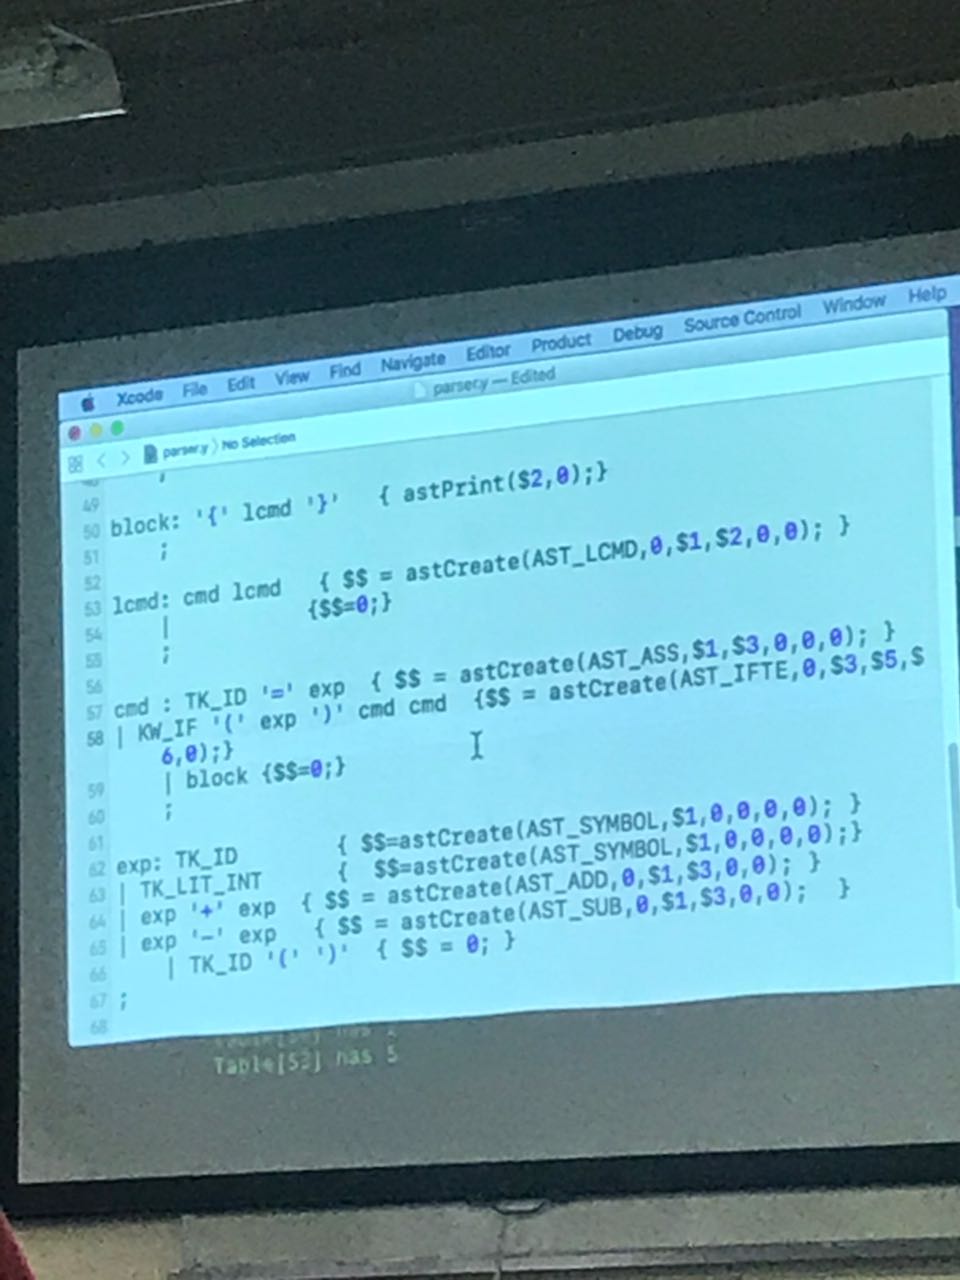 Xcode File Edit View Find Navigate Editor Product Debug Source Control Window Help
parser.y — Edited
parser.y 〉 No Selection
;
49
50 block: '{' lcmd '}' { astPrint($2,0);}
51 ;
52
53 lcmd: cmd lcmd { $$ = astCreate(AST_LCMD,0,$1,$2,0,0); }
54 | {$$=0;}
55 ;
56
57 cmd : TK_ID '=' exp { $$ = astCreate(AST_ASS,$1,$3,0,0,0); }
58 | KW_IF '(' exp ')' cmd cmd {$$ = astCreate(AST_IFTE,0,$3,$5,$
6,0);}
59 | block {$$=0;}
60 ;
61
62 exp: TK_ID { $$=astCreate(AST_SYMBOL,$1,0,0,0,0); }
63 | TK_LIT_INT { $$=astCreate(AST_SYMBOL,$1,0,0,0,0);}
64 | exp '+' exp { $$ = astCreate(AST_ADD,0,$1,$3,0,0); }
65 | exp '-' exp { $$ = astCreate(AST_SUB,0,$1,$3,0,0); }
66 | TK_ID '(' ')' { $$ = 0; }
67 ;
68
Table[53] has 5